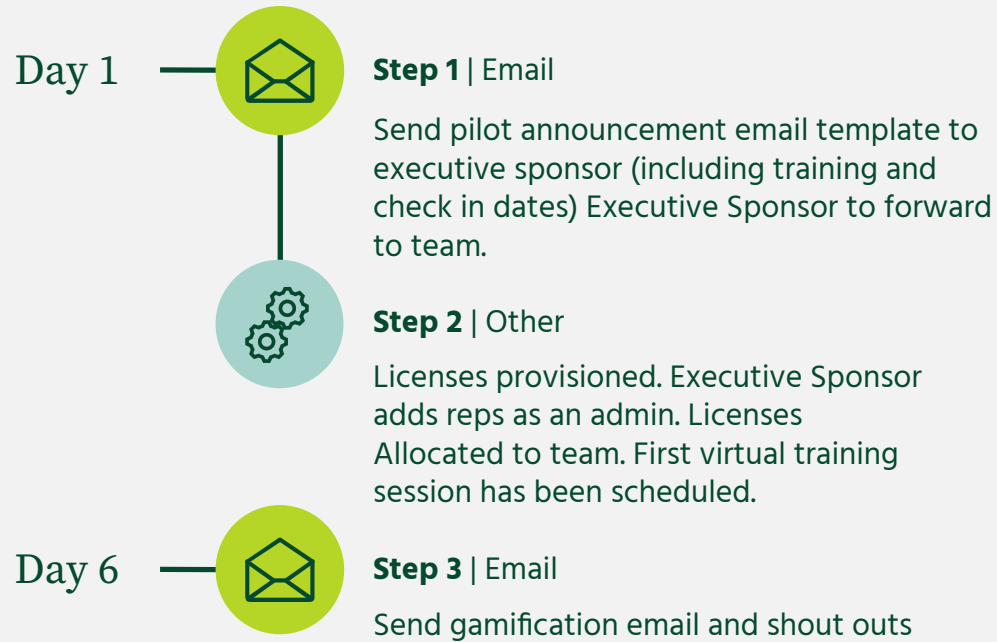 Day 1
Step 1 | Email
Send pilot announcement email template to
executive sponsor (including training and
check in dates) Executive Sponsor to forward
to team.
Step 2 | Other
Licenses provisioned. Executive Sponsor
adds reps as an admin. Licenses
Allocated to team. First virtual training
session has been scheduled.
Day 6
Step 3 | Email
Send gamification email and shout outs